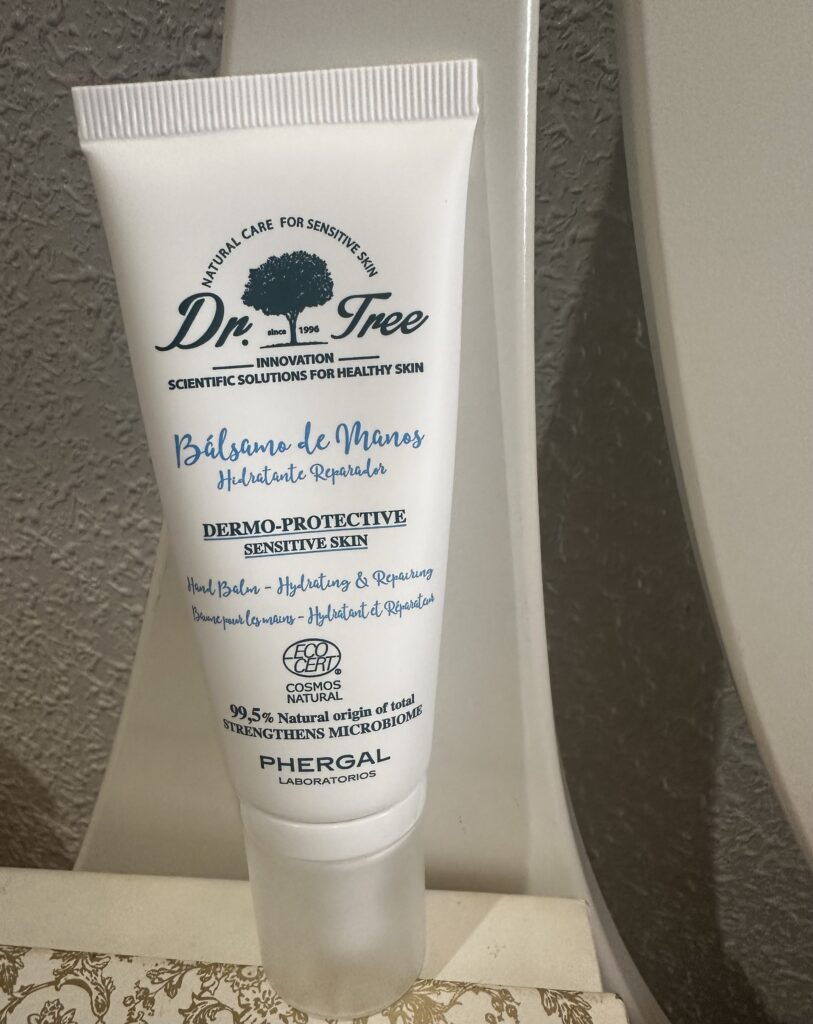 NATURAL CARE FOR SENSITIVE SKIN
Dr. Tree
since 1996
INNOVATION
SCIENTIFIC SOLUTIONS FOR HEALTHY SKIN
Bálsamo de Manos
Hidratante Reparador
DERMO-PROTECTIVE
SENSITIVE SKIN
Hand Balm - Hydrating & Repairing
Baume pour les mains - Hydratant et Réparateur
ECO
CERT®
COSMOS
NATURAL
99,5% Natural origin of total
STRENGTHENS MICROBIOME
PHERGAL
LABORATORIOS